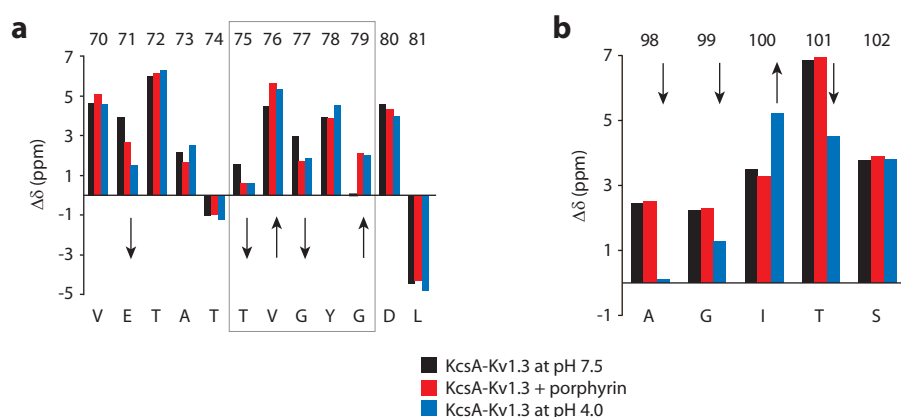 a
70 71 72 73 74 75 76 77 78 79 80 81
7
5
3
1
-1
-3
-5
Δδ (ppm)
V E T A T T V G Y G D L
b
98 99 100 101 102
7
5
3
1
-1
Δδ (ppm)
A G I T S
KcsA-Kv1.3 at pH 7.5
KcsA-Kv1.3 + porphyrin
KcsA-Kv1.3 at pH 4.0